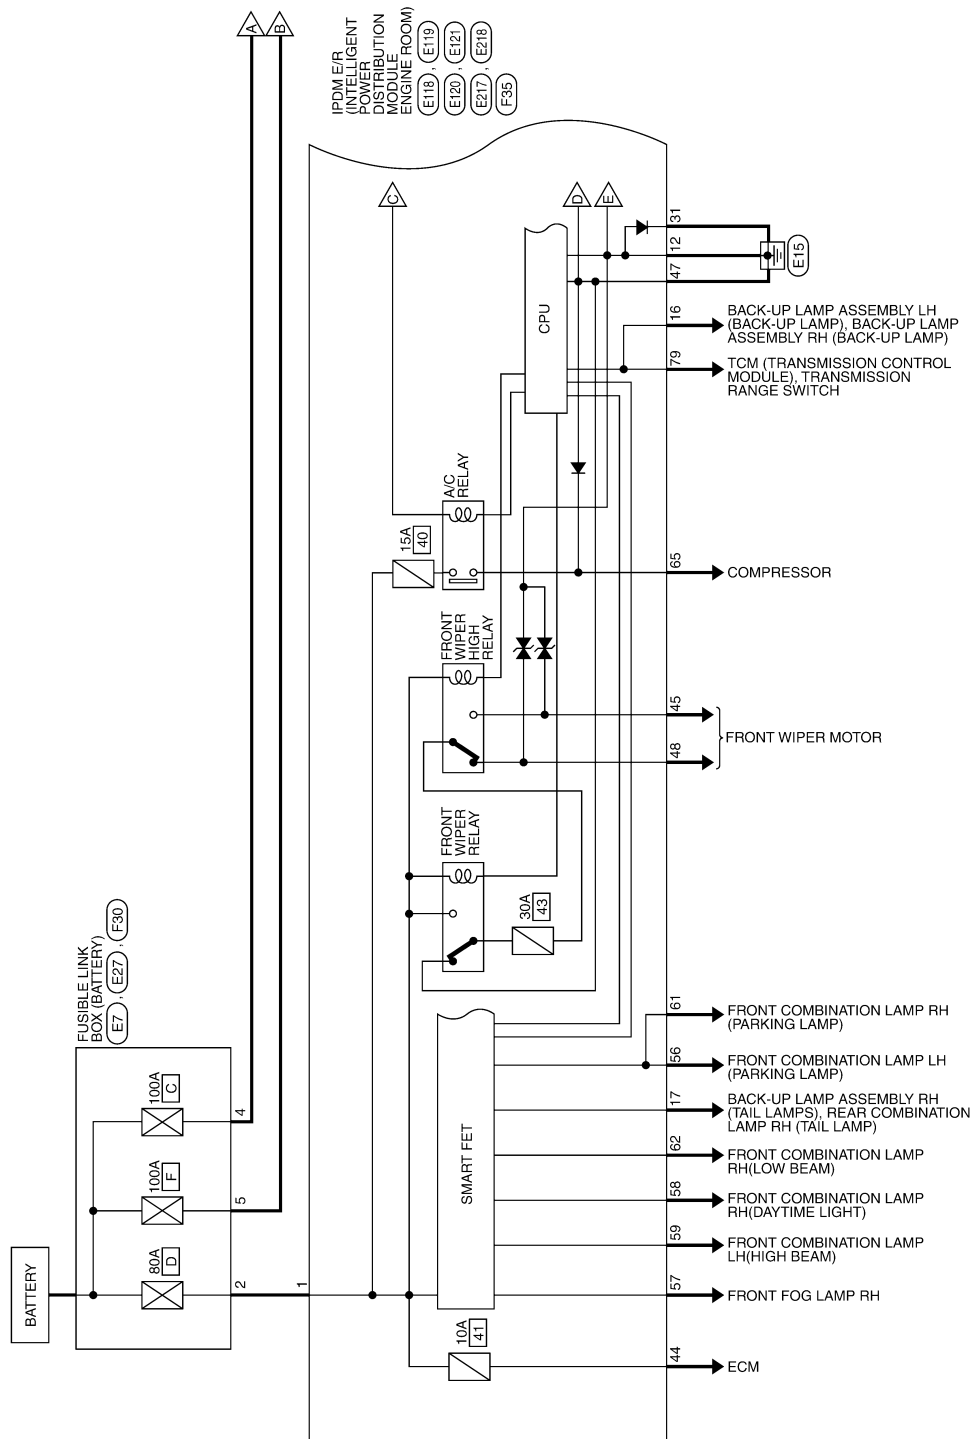 A
B
IPDM E/R
(INTELLIGENT
POWER
DISTRIBUTION
MODULE
ENGINE ROOM)
E118 , E119
E120 , E121
E217 , E218
F35
C
D
E
31
12
47
E15
CPU
16
BACK-UP LAMP ASSEMBLY LH
(BACK-UP LAMP), BACK-UP LAMP
ASSEMBLY RH (BACK-UP LAMP)
79
TCM (TRANSMISSION CONTROL
MODULE), TRANSMISSION
RANGE SWITCH
A/C
RELAY
15A
40
65
COMPRESSOR
FRONT
WIPER
HIGH
RELAY
45
48
FRONT WIPER MOTOR
FRONT
WIPER
RELAY
30A
43
FUSIBLE LINK
BOX (BATTERY)
E7 , E27 , F30
100A
C
4
100A
F
5
80A
D
2
1
BATTERY
SMART FET
61
FRONT COMBINATION LAMP RH
(PARKING LAMP)
56
FRONT COMBINATION LAMP LH
(PARKING LAMP)
17
BACK-UP LAMP ASSEMBLY RH
(TAIL LAMPS), REAR COMBINATION
LAMP RH (TAIL LAMP)
62
FRONT COMBINATION LAMP
RH(LOW BEAM)
58
FRONT COMBINATION LAMP
RH(DAYTIME LIGHT)
59
FRONT COMBINATION LAMP
LH(HIGH BEAM)
57
FRONT FOG LAMP RH
10A
41
44
ECM